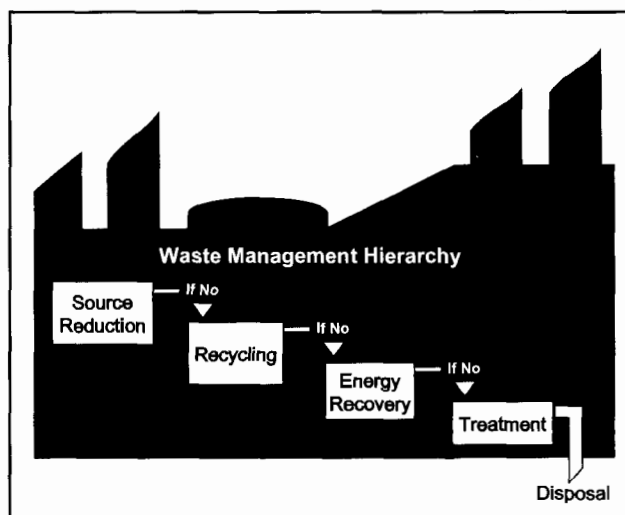 Waste Management Hierarchy
Source
Reduction
If No
Recycling
If No
Energy
Recovery
If No
Treatment
Disposal